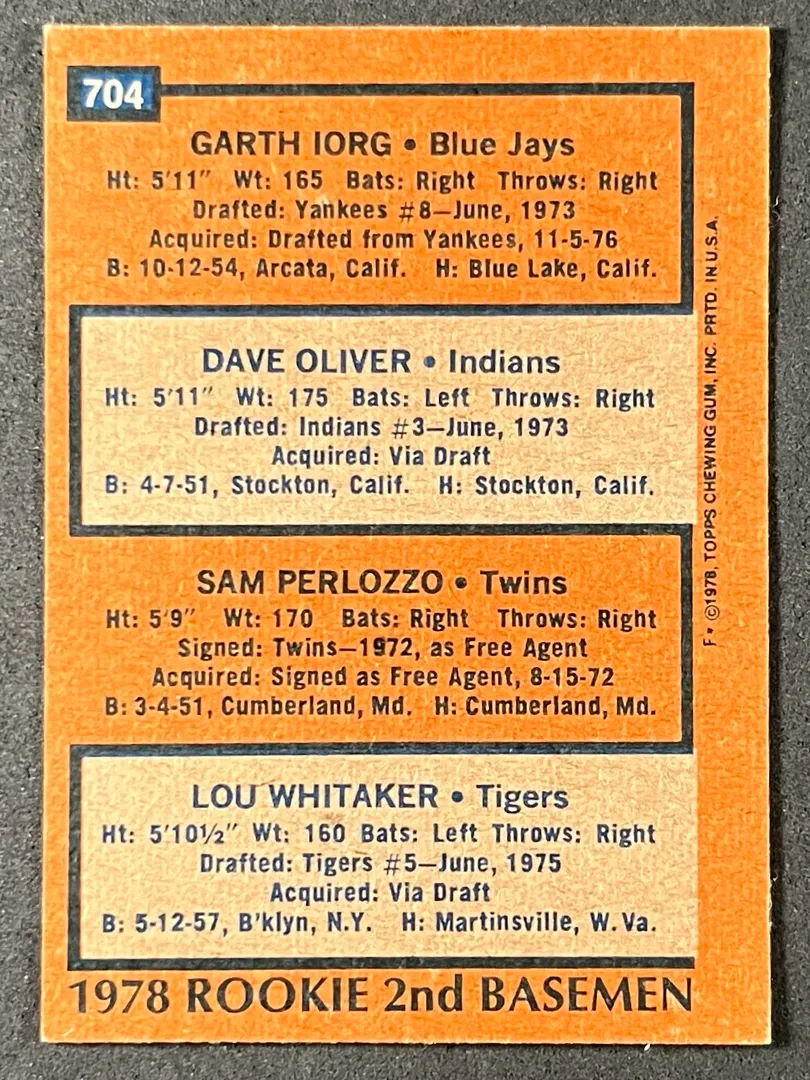 704
GARTH IORG • Blue Jays
Ht: 5'11" Wt: 165 Bats: Right Throws: Right
Drafted: Yankees #8—June, 1973
Acquired: Drafted from Yankees, 11-5-76
B: 10-12-54, Arcata, Calif. H: Blue Lake, Calif.
DAVE OLIVER • Indians
Ht: 5'11" Wt: 175 Bats: Left Throws: Right
Drafted: Indians #3—June, 1973
Acquired: Via Draft
B: 4-7-51, Stockton, Calif. H: Stockton, Calif.
SAM PERLOZZO • Twins
Ht: 5'9" Wt: 170 Bats: Right Throws: Right
Signed: Twins—1972, as Free Agent
Acquired: Signed as Free Agent, 8-15-72
B: 3-4-51, Cumberland, Md. H: Cumberland, Md.
LOU WHITAKER • Tigers
Ht: 5'10½" Wt: 160 Bats: Left Throws: Right
Drafted: Tigers #5—June, 1975
Acquired: Via Draft
B: 5-12-57, B'klyn, N.Y. H: Martinsville, W. Va.
1978 ROOKIE 2nd BASEMEN
F* ©1978, TOPPS CHEWING GUM, INC. PRTD. IN U.S.A.